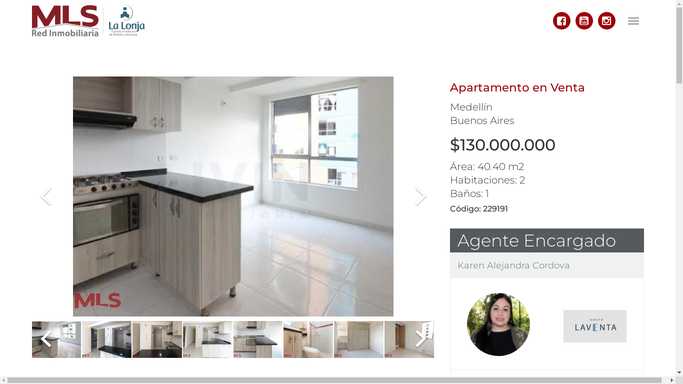 MLS
Red Inmobiliaria
La Lonja
Apartamento en Venta
Medellín
Buenos Aires
$130.000.000
Área: 40.40 m2
Habitaciones: 2
Baños: 1
Código: 229191
MLS
Agente Encargado
Karen Alejandra Cordova
LAVENTA